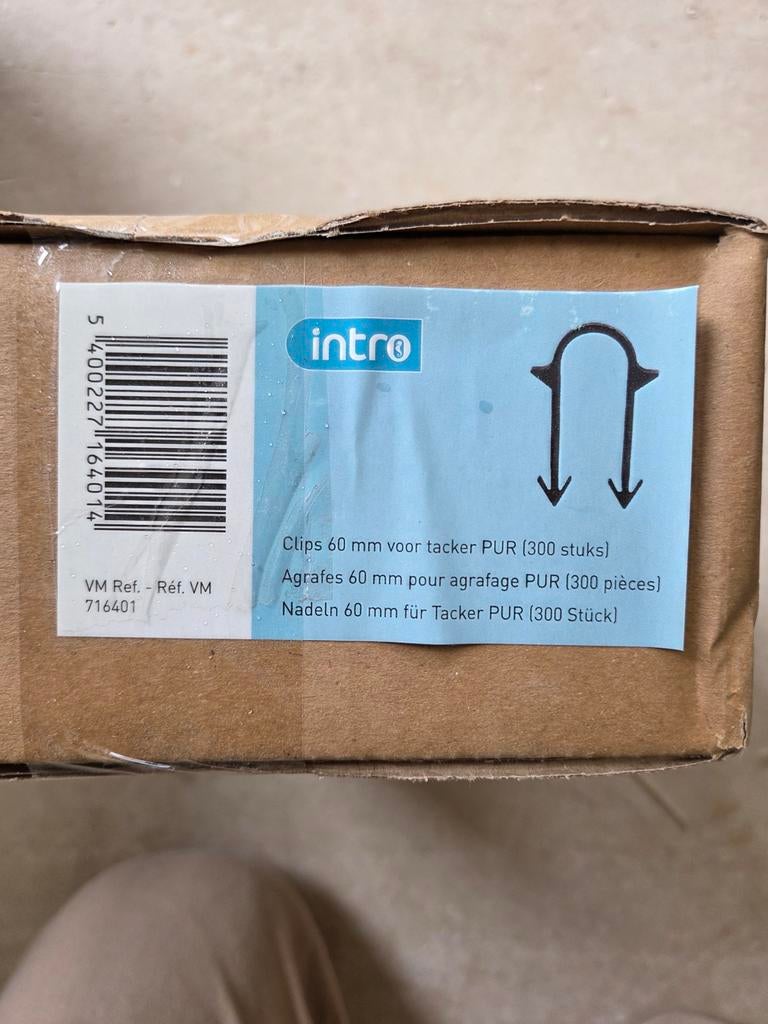 5 400227 164014
VM Ref. - Réf. VM
716401
intro
Clips 60 mm voor tacker PUR (300 stuks)
Agrafes 60 mm pour agrafage PUR (300 pièces)
Nadeln 60 mm für Tacker PUR (300 Stück)